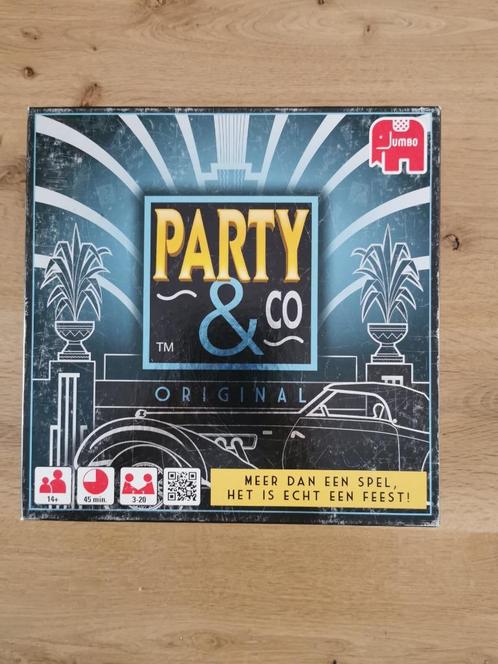 JUMBO
PARTY
& CO
TM
ORIGINAL
MEER DAN EEN SPEL,
HET IS ECHT EEN FEEST!
14+
45 min.
3-20